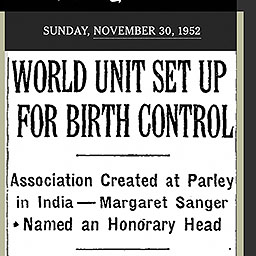 SUNDAY, NOVEMBER 30, 1952
WORLD UNIT SET UP
FOR BIRTH CONTROL
Association Created at Parley
in India — Margaret Sanger
Named an Honorary Head